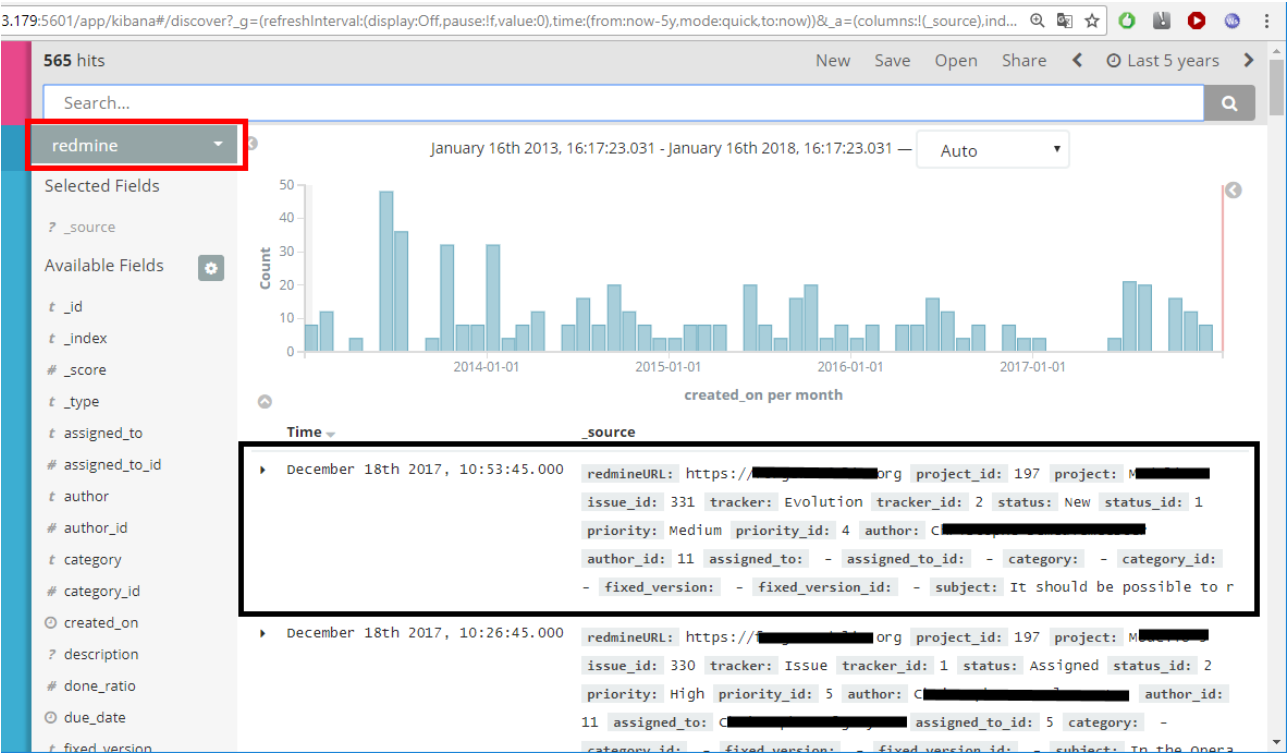 3.179:5601/app/kibana#/discover?_g=(refreshInterval:(display:Off,pause:!f,value:0),time:(from:now-5y,mode:quick,to:now))&_a=(columns:!(_source),ind...
565 hits
New Save Open Share Last 5 years
Search...
redmine
January 16th 2013, 16:17:23.031 - January 16th 2018, 16:17:23.031 — Auto
Selected Fields
? _source
Available Fields
t _id
t _index
# _score
t _type
t assigned_to
# assigned_to_id
t author
# author_id
t category
# category_id
created_on
? description
# done_ratio
due_date
t fixed_version
Count
50
40
30
20
10
0
2014-01-01 2015-01-01 2016-01-01 2017-01-01
created_on per month
Time _source
December 18th 2017, 10:53:45.000 redmineURL: https:// org project_id: 197 project: M
issue_id: 331 tracker: Evolution tracker_id: 2 status: New status_id: 1
priority: Medium priority_id: 4 author: C
author_id: 11 assigned_to: - assigned_to_id: - category: - category_id:
- fixed_version: - fixed_version_id: - subject: It should be possible to r
December 18th 2017, 10:26:45.000 redmineURL: https:// org project_id: 197 project: M
issue_id: 330 tracker: Issue tracker_id: 1 status: Assigned status_id: 2
priority: High priority_id: 5 author: C author_id:
11 assigned_to: C assigned_to_id: 5 category: -
category_id: - fixed_version: - fixed_version_id: - subject: In the Opera